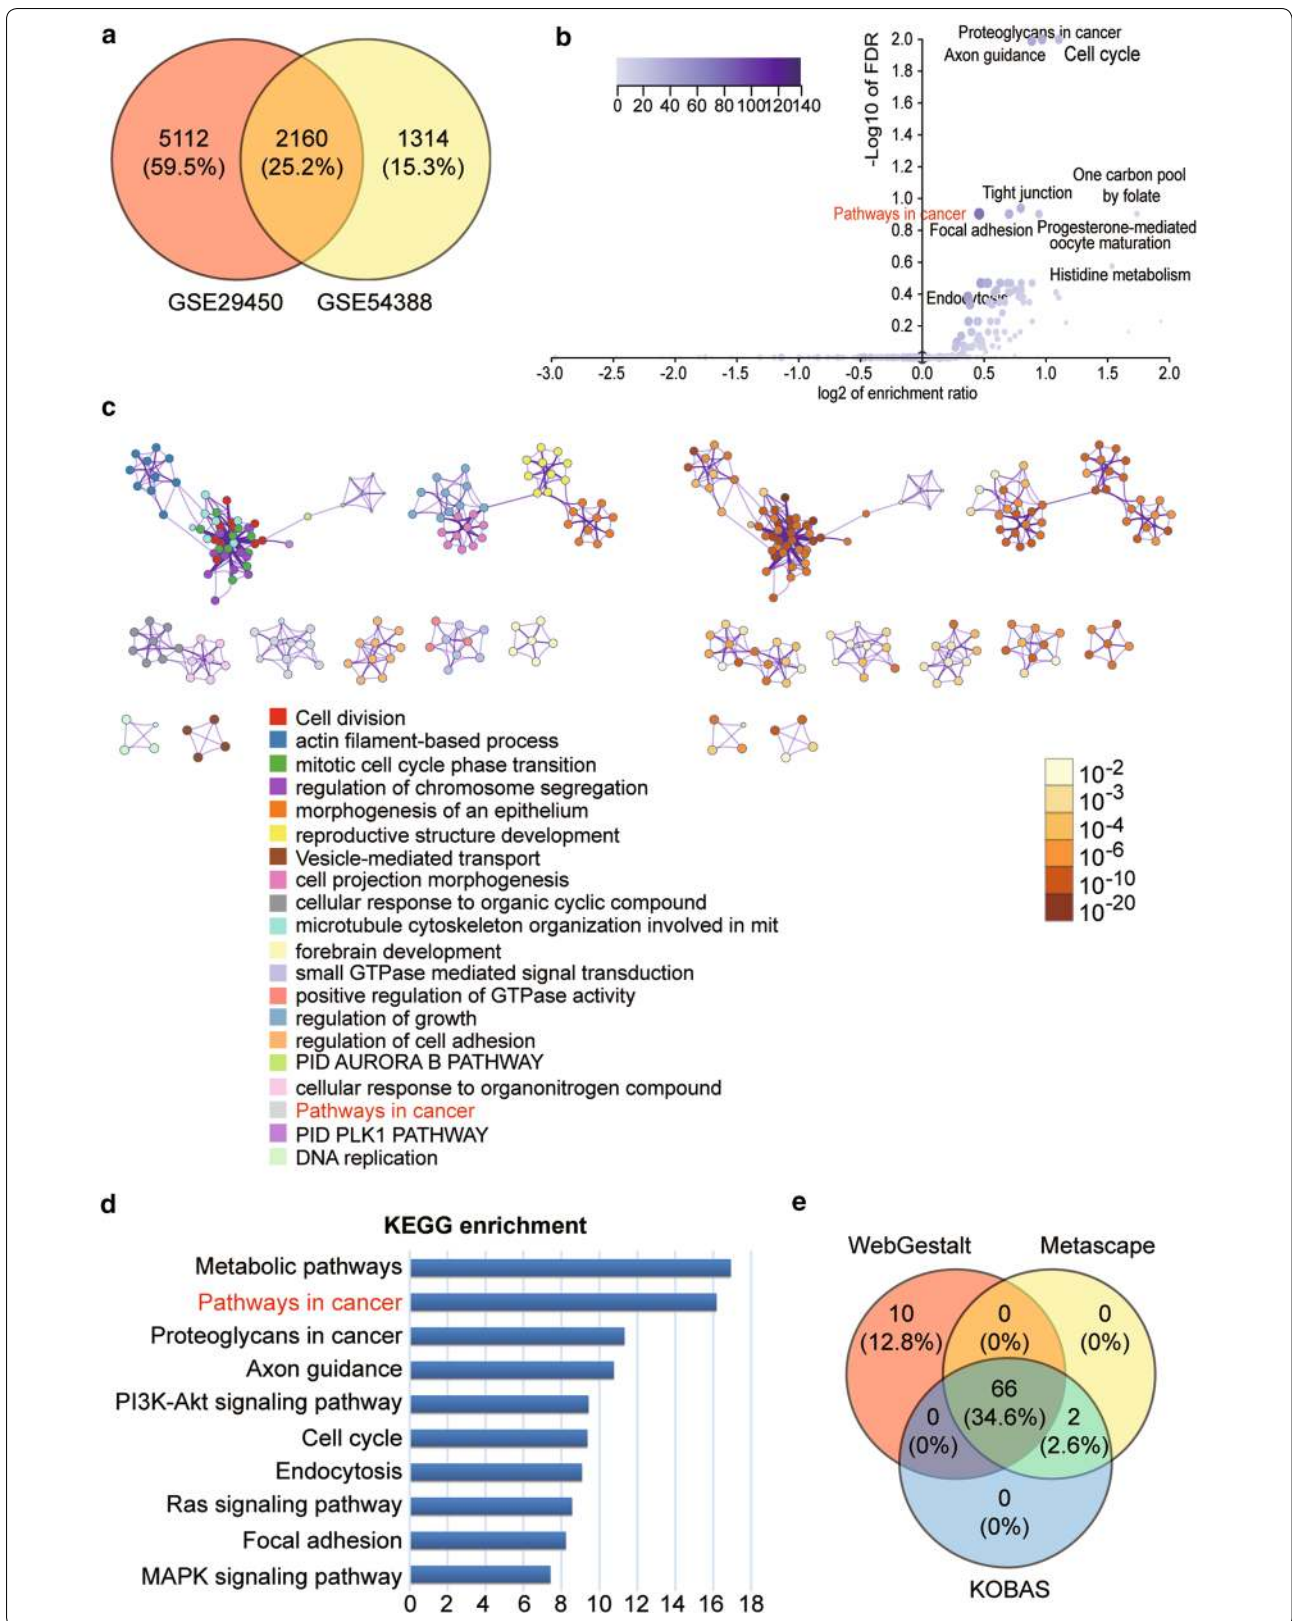 a
5112
(59.5%)
2160
(25.2%)
1314
(15.3%)
GSE29450
GSE54388
b
0 20 40 60 80 100 120 140
-Log10 of FDR
2.0
1.8
1.6
1.4
1.2
1.0
0.8
0.6
0.4
0.2
Proteoglycans in cancer
Axon guidance
Cell cycle
One carbon pool
by folate
Tight junction
Pathways in cancer
Focal adhesion
Progesterone-mediated
oocyte maturation
Histidine metabolism
Endocytosis
-3.0 -2.5 -2.0 -1.5 -1.0 -0.5 0.0 0.5 1.0 1.5 2.0
log2 of enrichment ratio
c
Cell division
actin filament-based process
mitotic cell cycle phase transition
regulation of chromosome segregation
morphogenesis of an epithelium
reproductive structure development
Vesicle-mediated transport
cell projection morphogenesis
cellular response to organic cyclic compound
microtubule cytoskeleton organization involved in mit
forebrain development
small GTPase mediated signal transduction
positive regulation of GTPase activity
regulation of growth
regulation of cell adhesion
PID AURORA B PATHWAY
cellular response to organonitrogen compound
Pathways in cancer
PID PLK1 PATHWAY
DNA replication
10-2
10-3
10-4
10-6
10-10
10-20
d
KEGG enrichment
Metabolic pathways
Pathways in cancer
Proteoglycans in cancer
Axon guidance
PI3K-Akt signaling pathway
Cell cycle
Endocytosis
Ras signaling pathway
Focal adhesion
MAPK signaling pathway
0 2 4 6 8 10 12 14 16 18
e
WebGestalt
Metascape
10
(12.8%)
0
(0%)
0
(0%)
66
(34.6%)
0
(0%)
2
(2.6%)
0
(0%)
KOBAS